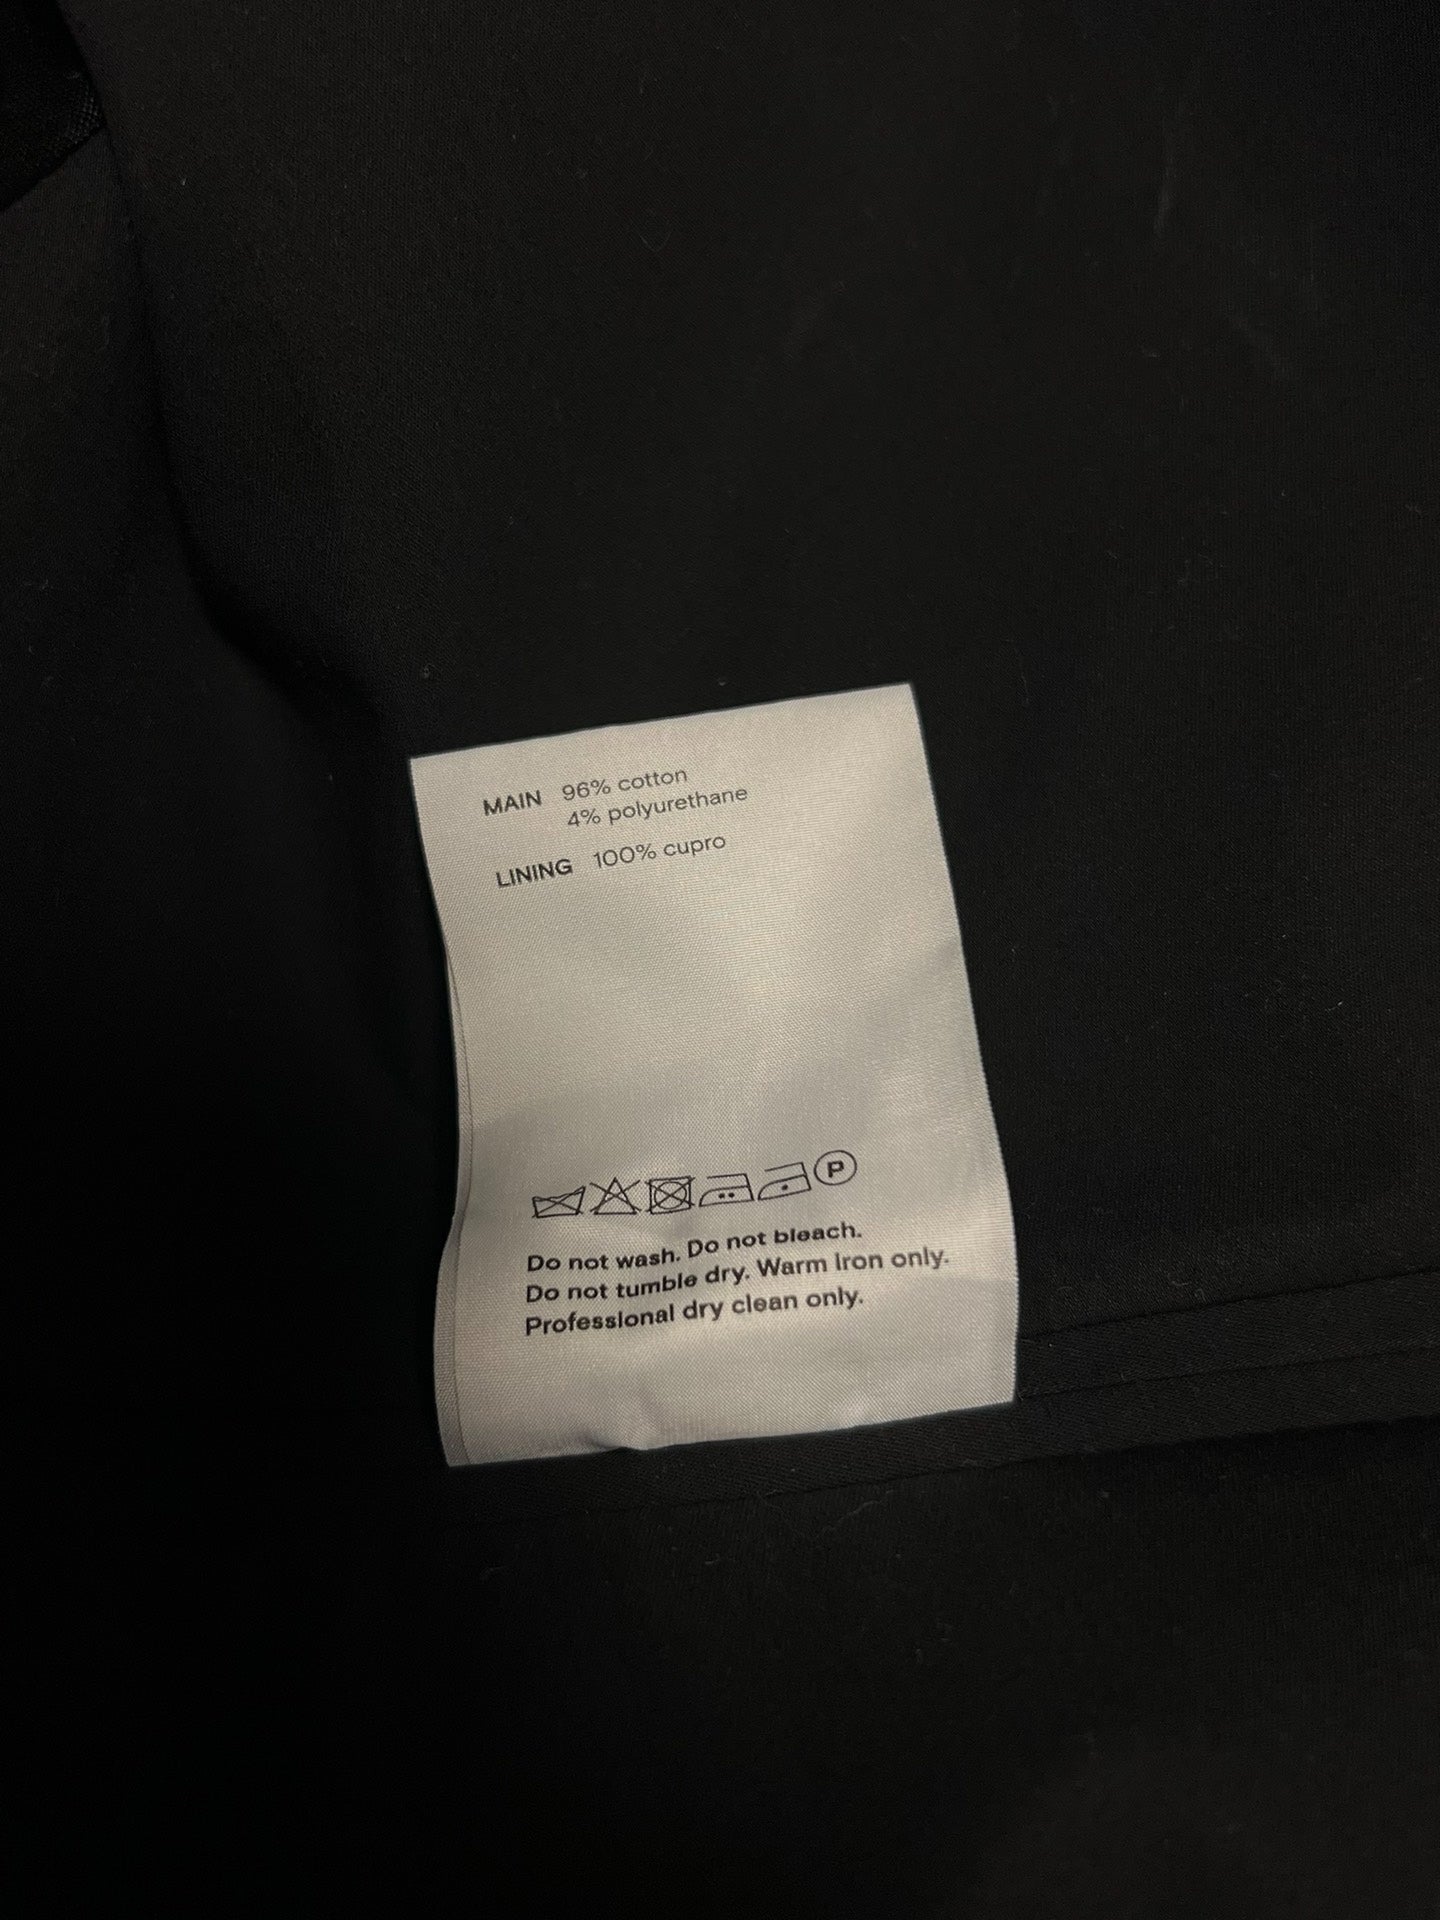 MAIN 96% cotton
4% polyurethane
LINING 100% cupro
P
Do not wash. Do not bleach.
Do not tumble dry. Warm iron only.
Professional dry clean only.